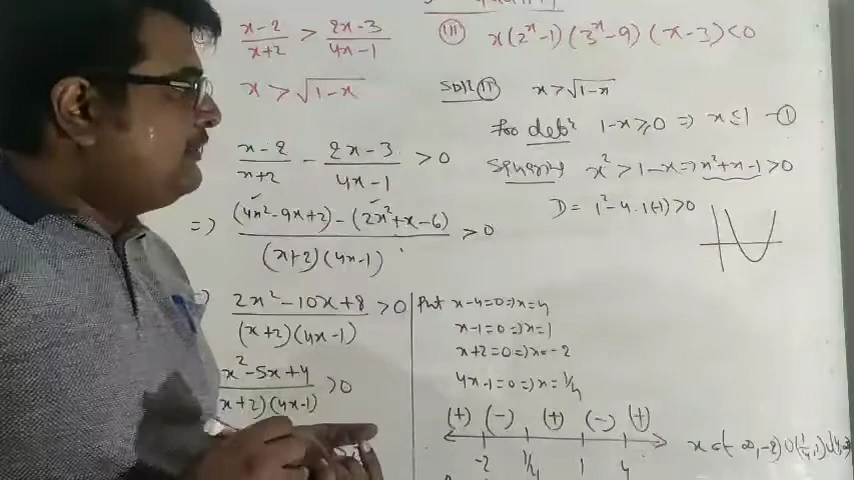 (x-2)/(x+2) > (2x-3)/(4x-1)
x > √(1-x)
(x-2)/(x+2) - (2x-3)/(4x-1) > 0
=> ((4x²-9x+2) - (2x²+x-6))/((x+2)(4x-1)) > 0
=> (2x²-10x+8)/((x+2)(4x-1)) > 0
(x²-5x+4)/((x+2)(4x-1)) > 0
Put x-4=0 => x=4
x-1=0 => x=1
x+2=0 => x=-2
4x-1=0 => x=1/4
(+) (-) (+) (-) (+)
-2 1/4 1 4
x ∈ (-∞,-2) ∪ (1/4,1) ∪ (4,∞)
(III) x(2ˣ-1)(3ˣ-9)(x-3) < 0
Solⁿ (II) x > √(1-x)
For 1-x ≥ 0 => x ≤ 1 —(1)
Squaring x² > 1-x => x²+x-1 > 0
D = 1²-4.1(-1) > 0